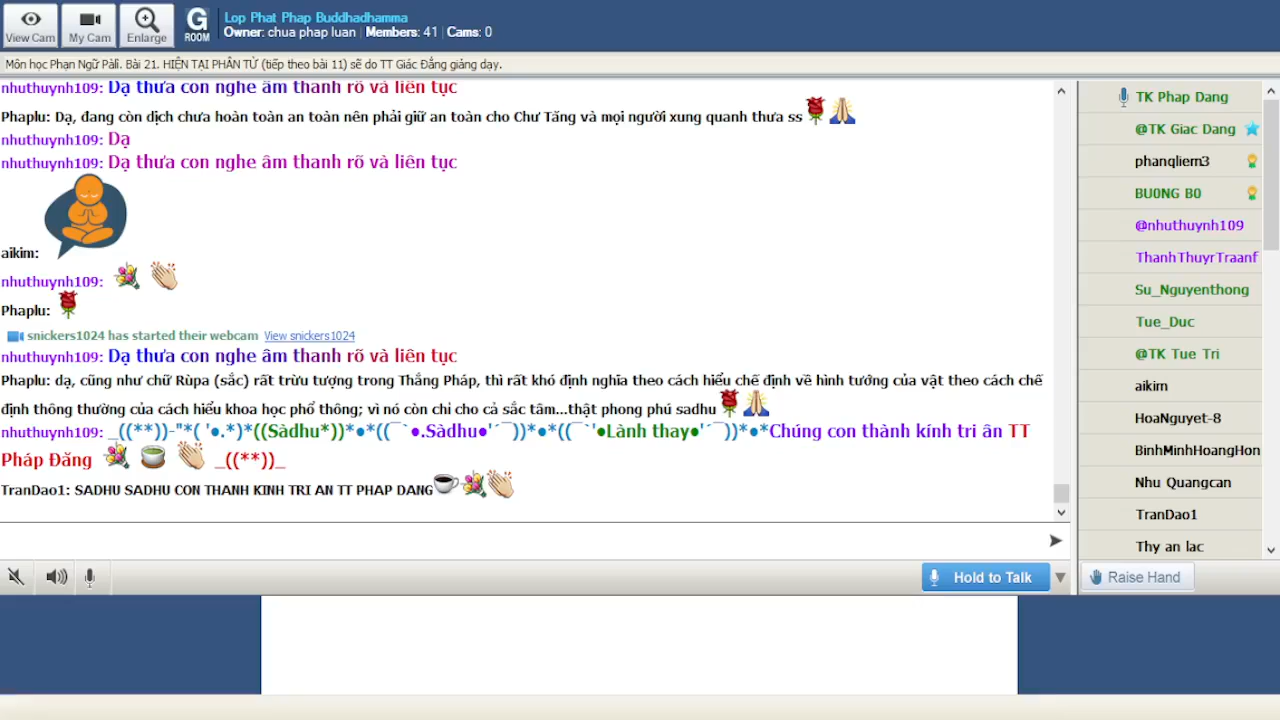 View Cam
My Cam
Enlarge
G
ROOM
Lop Phat Phap Buddhadhamma
Owner: chua phap luan | Members: 41 | Cams: 0
Môn học Phạn Ngữ Pāli. Bài 21. HIỆN TẠI PHÂN TỪ (tiếp theo bài 11) sẽ do TT Giác Đẳng giảng dạy.
nhuthuynh109: Dạ thưa con nghe âm thanh rõ và liên tục
Phaplu: Dạ, đang còn dịch chưa hoàn toàn an toàn nên phải giữ an toàn cho Chư Tăng và mọi người xung quanh thưa ss
nhuthuynh109: Dạ
nhuthuynh109: Dạ thưa con nghe âm thanh rõ và liên tục
aikim:
nhuthuynh109:
Phaplu:
snickers1024 has started their webcam View snickers1024
nhuthuynh109: Dạ thưa con nghe âm thanh rõ và liên tục
Phaplu: dạ, cũng như chữ Rùpa (sắc) rất trừu tượng trong Thắng Pháp, thì rất khó định nghĩa theo cách hiểu chế định về hình tướng của vật theo cách chế
định thông thường của cách hiểu khoa học phổ thông; vì nó còn chỉ cho cả sắc tâm...thật phong phú sadhu
nhuthuynh109: _((**))-"*( '●.*)*((Sàdhu*))*●*((¯`●.Sàdhu●'´¯))*●*●*((¯`'●Lành thay●'´¯))*●*Chúng con thành kính tri ân TT
Pháp Đăng _((**))_
TranDao1: SADHU SADHU CON THANH KINH TRI AN TT PHAP DANG
Hold to Talk
TK Phap Dang
@TK Giac Dang
phanqliem3
BU0NG B0
@nhuthuynh109
ThanhThuyrTraanf
Su_Nguyenthong
Tue_Duc
@TK Tue Tri
aikim
HoaNguyet-8
BinhMinhHoangHon
Nhu Quangcan
TranDao1
Thy an lac
Raise Hand